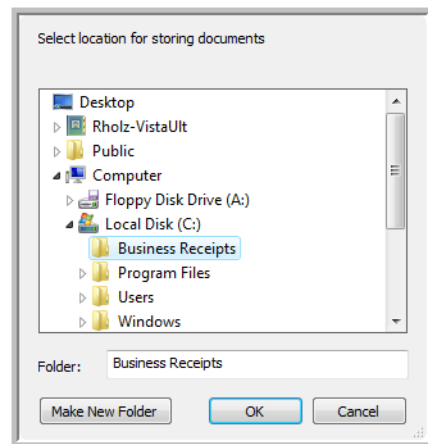 Select location for storing documents
Desktop
Rholz-VistaUlt
Public
Computer
Floppy Disk Drive (A:)
Local Disk (C:)
Business Receipts
Program Files
Users
Windows
Folder: Business Receipts
Make New Folder OK Cancel